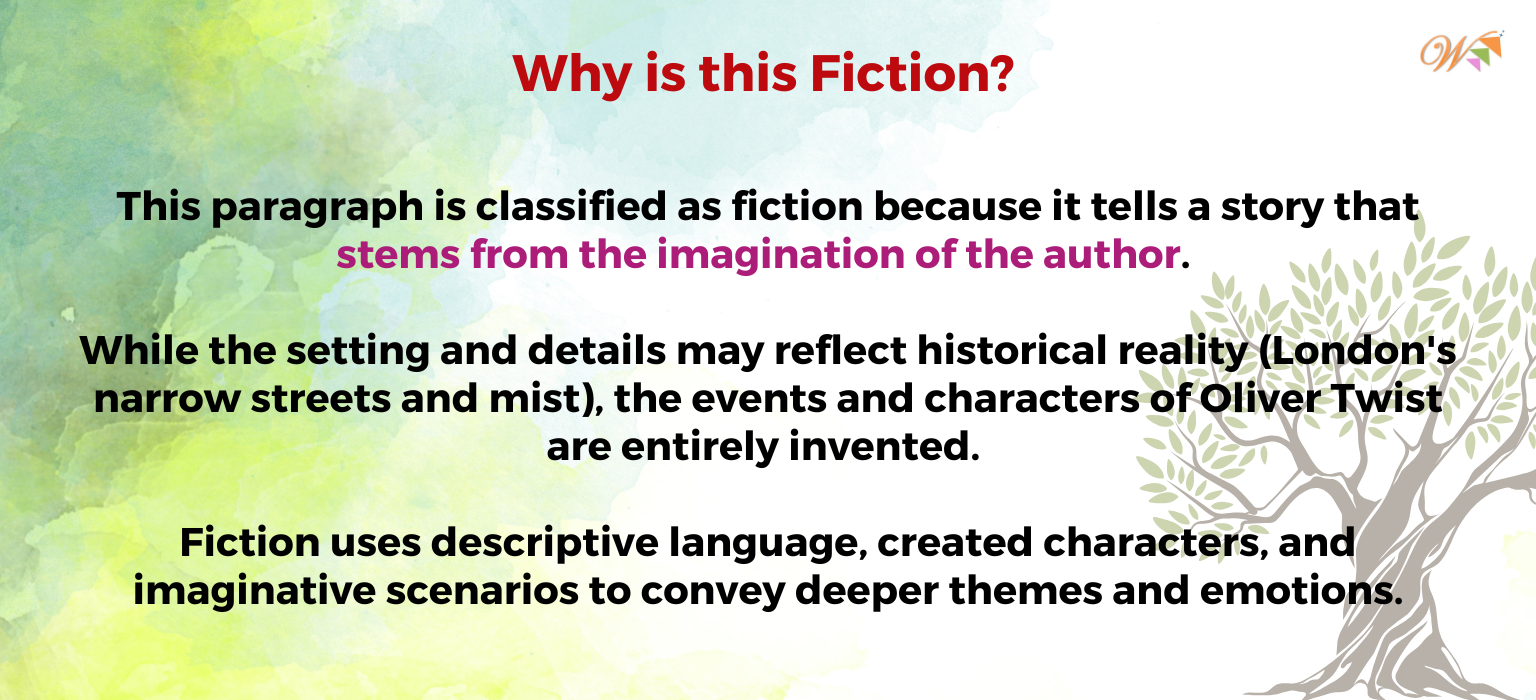 Why is this Fiction?
W
This paragraph is classified as fiction because it tells a story that
stems from the imagination of the author.
While the setting and details may reflect historical reality (London's
narrow streets and mist), the events and characters of Oliver Twist
are entirely invented.
Fiction uses descriptive language, created characters, and
imaginative scenarios to convey deeper themes and emotions.